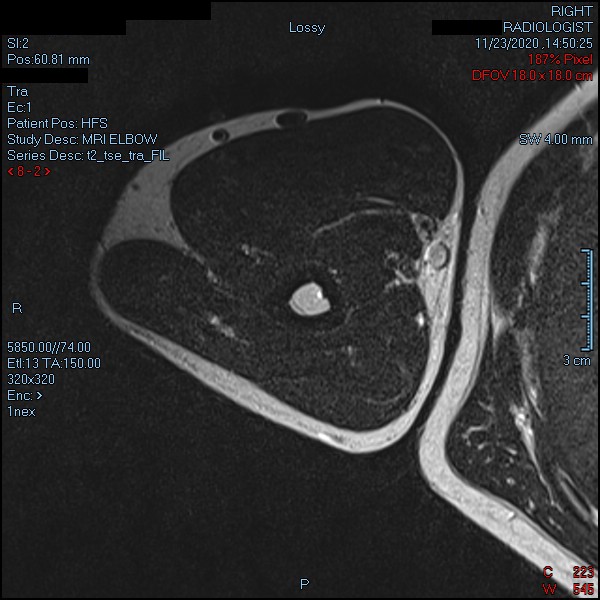 Lossy
SI:2
Pos:60.81 mm
Tra
Ec:1
Patient Pos: HFS
Study Desc: MRI ELBOW
Series Desc: t2_tse_tra_FIL
< 8 - 2 >
RIGHT
RADIOLOGIST
11/23/2020 ,14:50:25
187% Pixel
DFOV 18.0 x 18.0 cm
SW 4.00 mm
R
5850.00//74.00
Etl:13 TA:150.00
320x320
Enc: >
1nex
3 cm
P
C 223
W 545